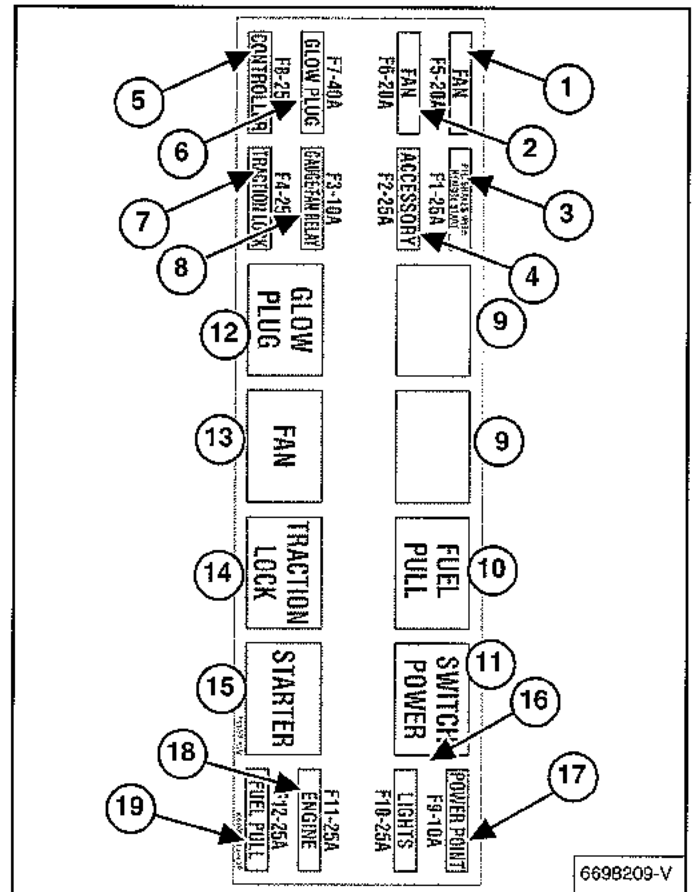 FAN
F5-20A
FAN
F6-20A
GLOW PLUG
F7-40A
CONTROLLER
F8-25
1
2
5
6
F1-25A
ACCESSORY
F2-25A
GAUGE/FAN RELAY
F3-10A
TRACTION LOCK
F4-25
3
4
7
8
GLOW
PLUG
12
9
FAN
13
9
TRACTION
LOCK
14
FUEL
PULL
10
STARTER
15
SWITCH
POWER
11
16
17
18
19
POWER POINT
F9-10A
LIGHTS
F10-25A
ENGINE
F11-25A
FUEL PULL
F12-25A
6698209-V